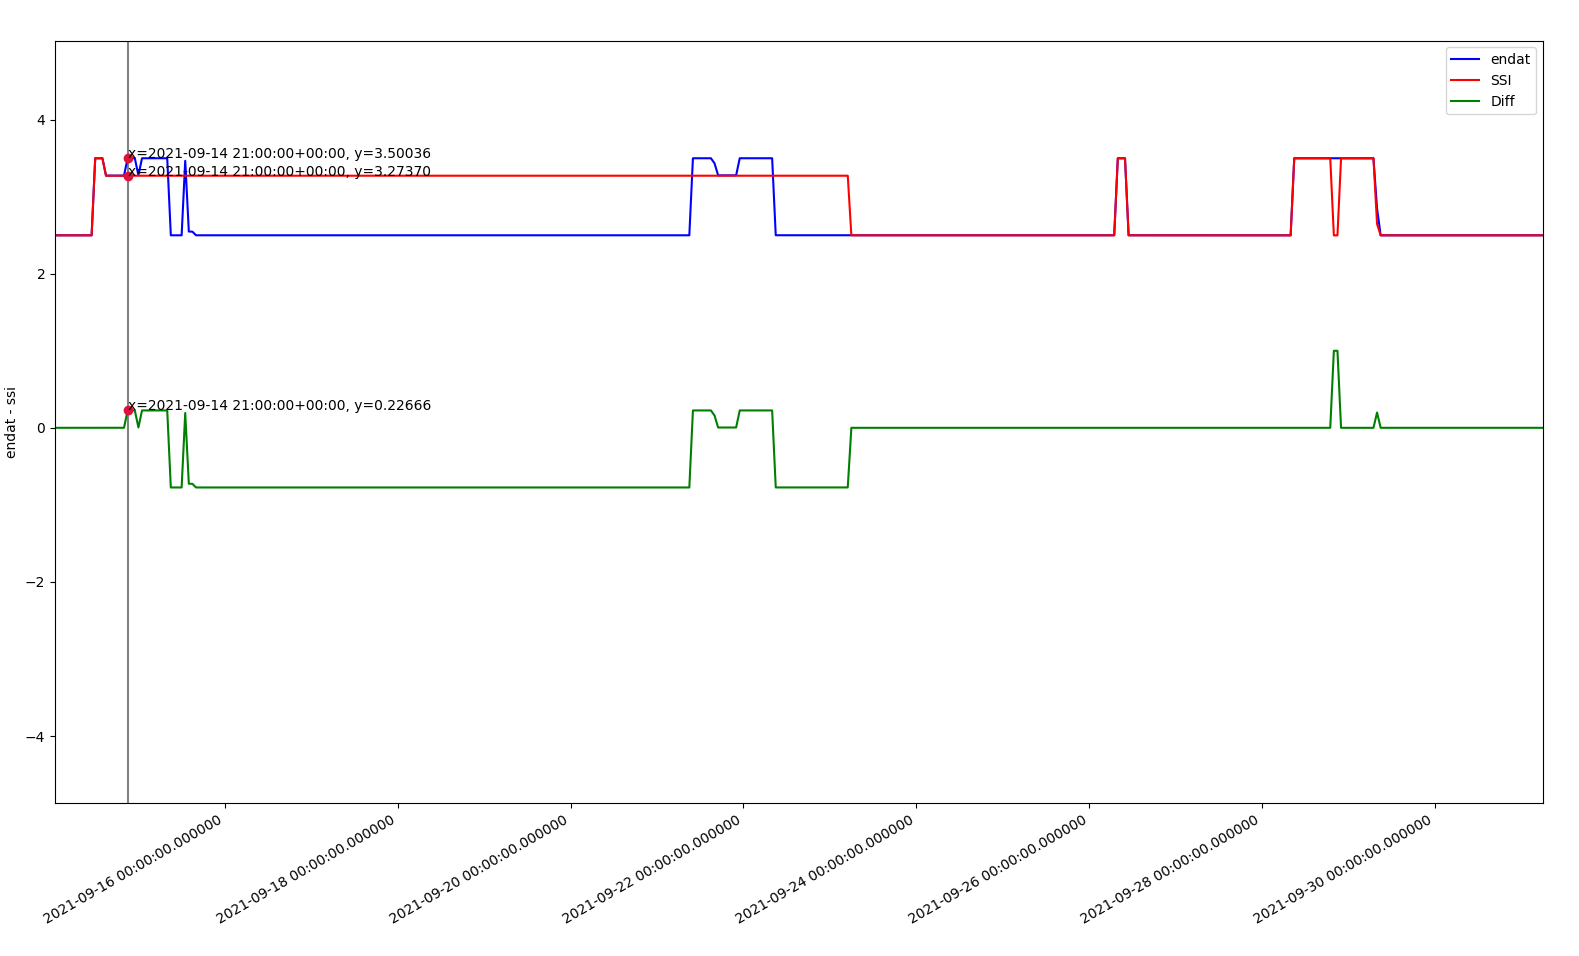 endat
SSI
Diff
4
x=2021-09-14 21:00:00+00:00, y=3.50036
x=2021-09-14 21:00:00+00:00, y=3.27370
2
x=2021-09-14 21:00:00+00:00, y=0.22666
0
endat - ssi
−2
−4
2021-09-16 00:00:00.000000
2021-09-18 00:00:00.000000
2021-09-20 00:00:00.000000
2021-09-22 00:00:00.000000
2021-09-24 00:00:00.000000
2021-09-26 00:00:00.000000
2021-09-28 00:00:00.000000
2021-09-30 00:00:00.000000